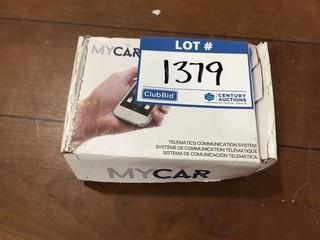 LOT #
MYCAR
1379
ClubBid
CENTURY AUCTIONS
TELEMATICS COMMUNICATION SYSTEM
SYSTÈME DE COMMUNICATION TÉLÉMATIQUE
SISTEMA DE COMUNICACIÓN TELEMÁTICA
MYCAR